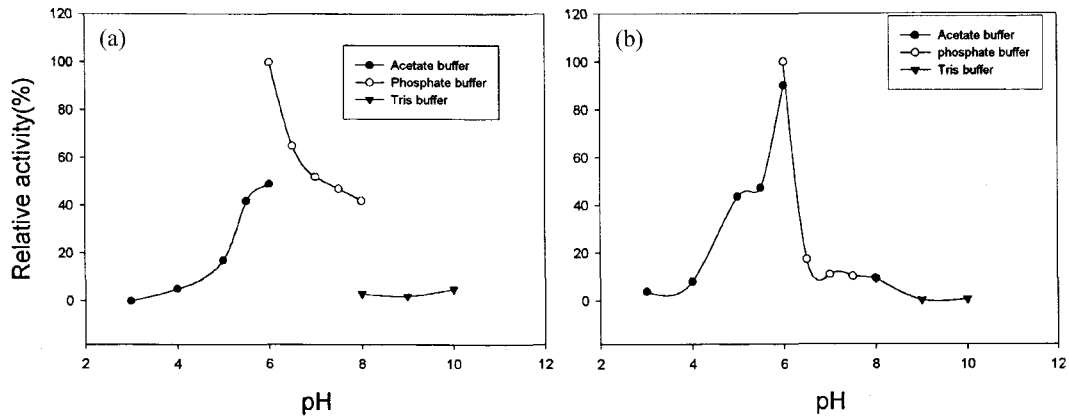 (a)
Acetate buffer
Phosphate buffer
Tris buffer
Relative activity(%)
120
100
80
60
40
20
0
2
4
6
8
10
12
pH
(b)
Acetate buffer
phosphate buffer
Tris buffer
120
100
80
60
40
20
0
2
4
6
8
10
12
pH